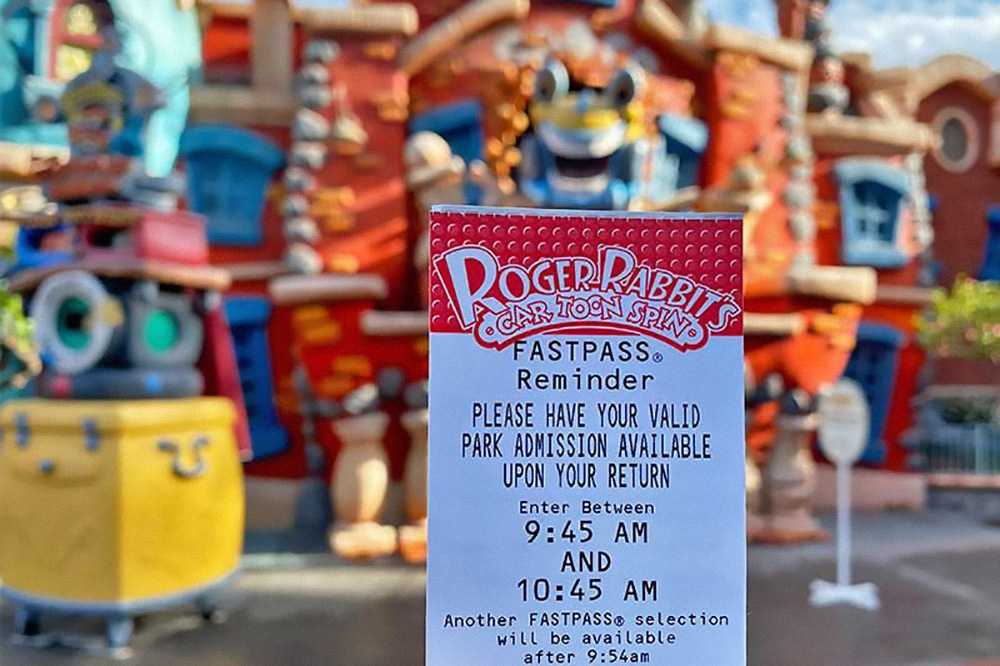 ROGER RABBIT'S
CAR TOON SPIN
FASTPASS®
Reminder
PLEASE HAVE YOUR VALID
PARK ADMISSION AVAILABLE
UPON YOUR RETURN
Enter Between
9:45 AM
AND
10:45 AM
Another FASTPASS® selection
will be available
after 9:54am